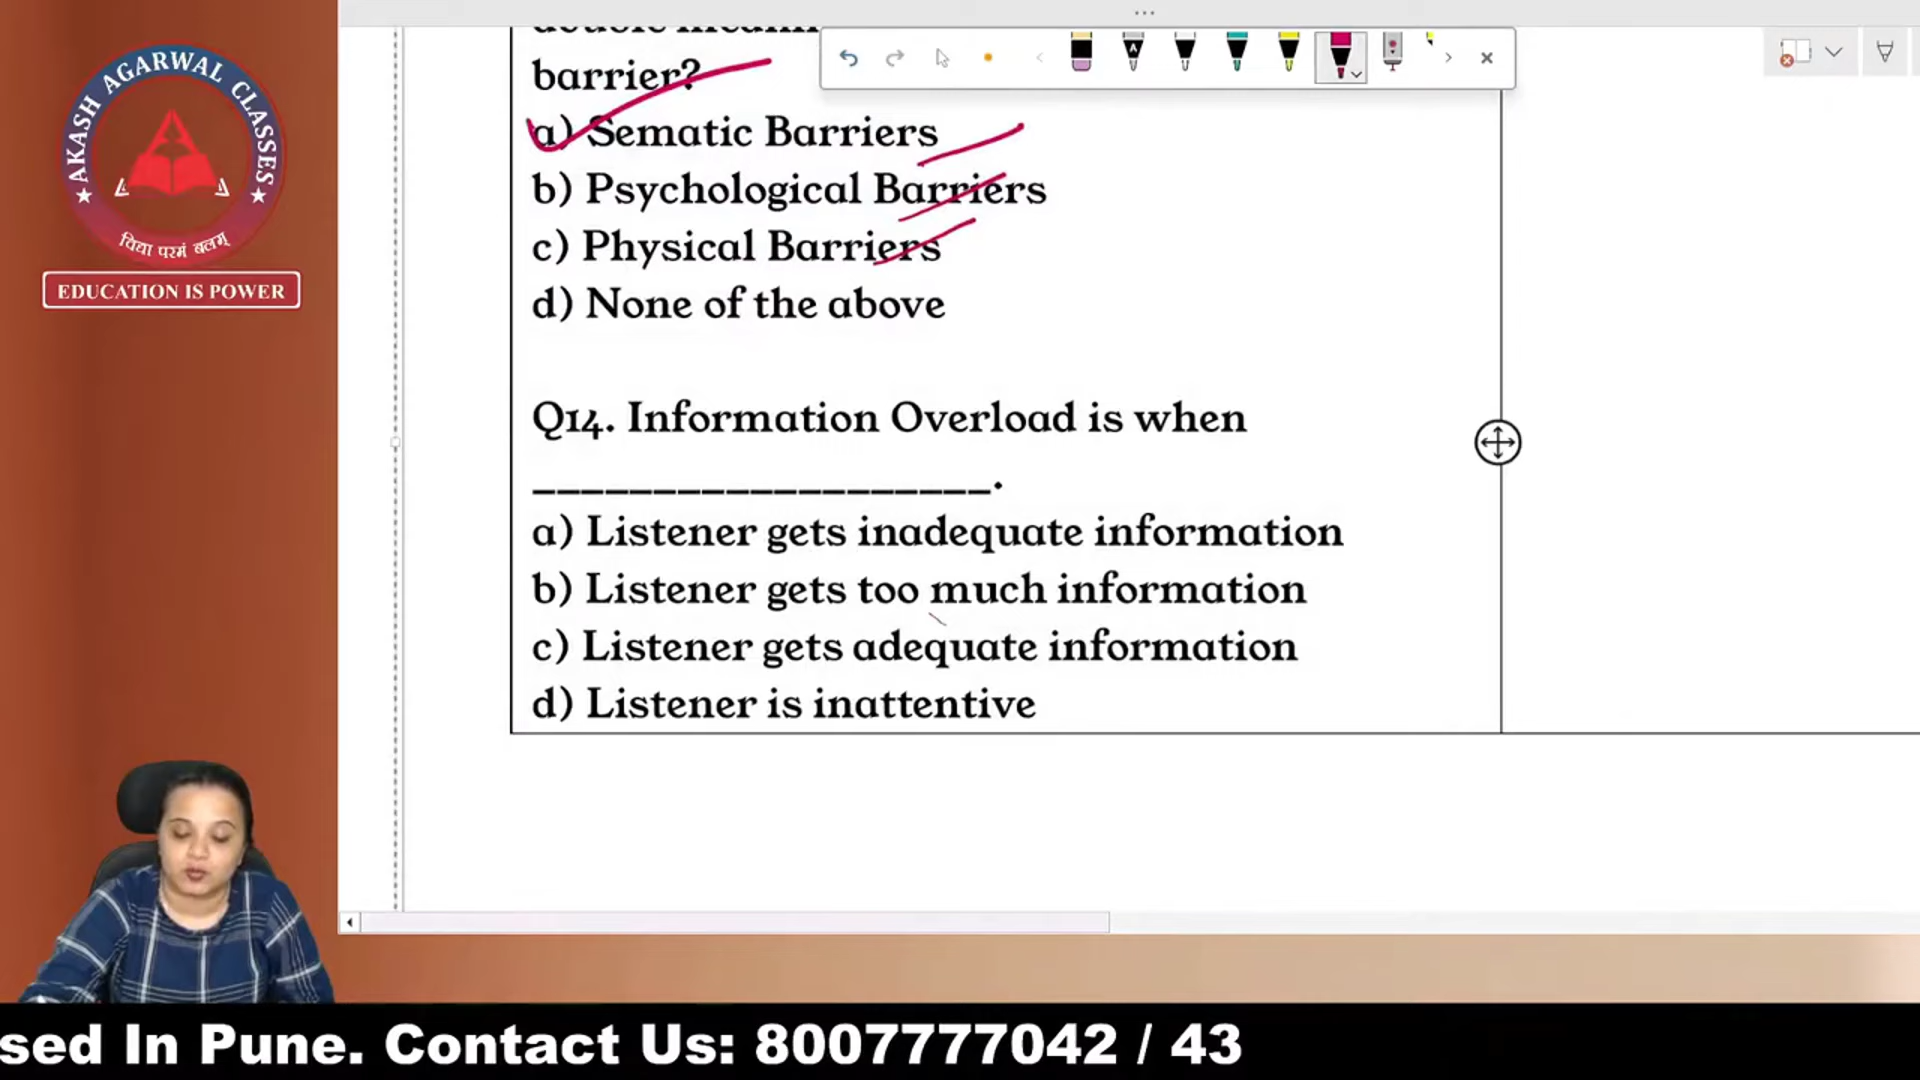 AKASH AGARWAL CLASSES
विद्या परमं बलम्
EDUCATION IS POWER
barrier?
a) Sematic Barriers
b) Psychological Barriers
c) Physical Barriers
d) None of the above
Q14. Information Overload is when
___________________.
a) Listener gets inadequate information
b) Listener gets too much information
c) Listener gets adequate information
d) Listener is inattentive
sed In Pune. Contact Us: 8007777042 / 43